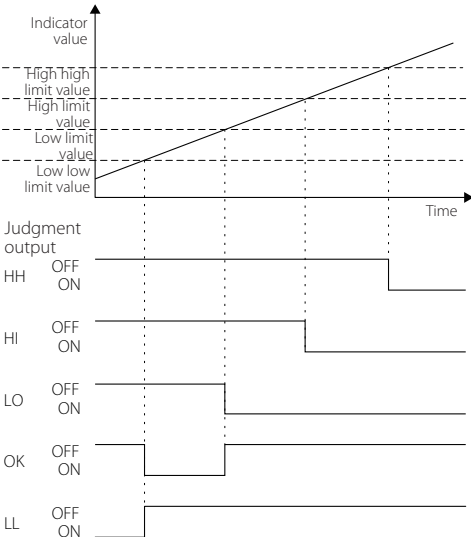 Indicator
value
High high
limit value
High limit
value
Low limit
value
Low low
limit value
Time
Judgment
output
HH OFF
ON
HI OFF
ON
LO OFF
ON
OK OFF
ON
LL OFF
ON